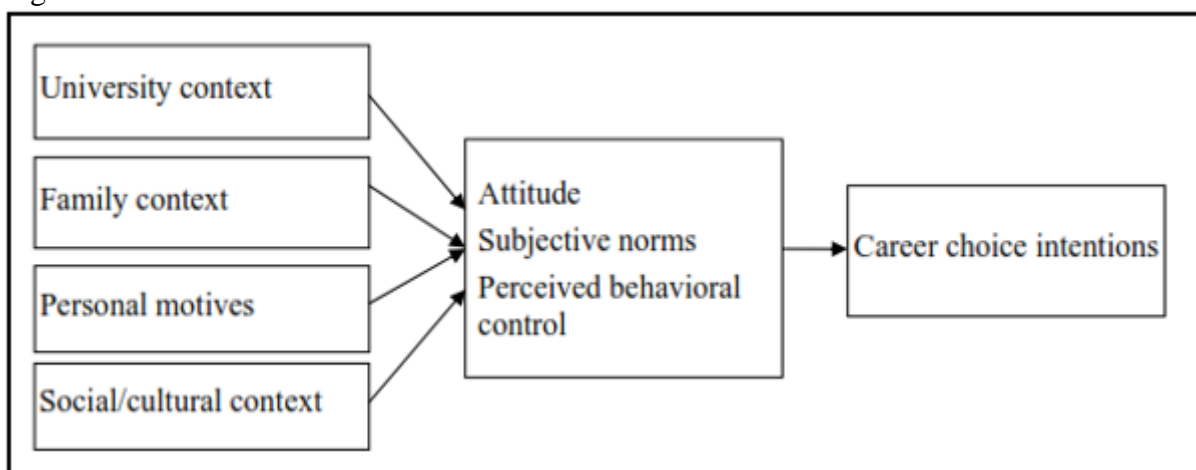 University context
Family context
Personal motives
Social/cultural context
Attitude
Subjective norms
Perceived behavioral
control
Career choice intentions